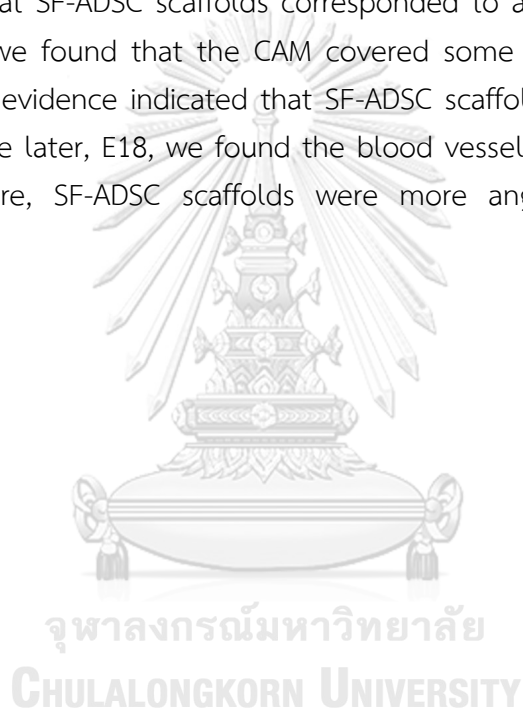 al SF-ADSC scaffolds corresponded to a
we found that the CAM covered some
evidence indicated that SF-ADSC scaffol
e later, E18, we found the blood vessel
re, SF-ADSC scaffolds were more ang
จุฬาลงกรณ์มหาวิทยาลัย
CHULALONGKORN UNIVERSITY